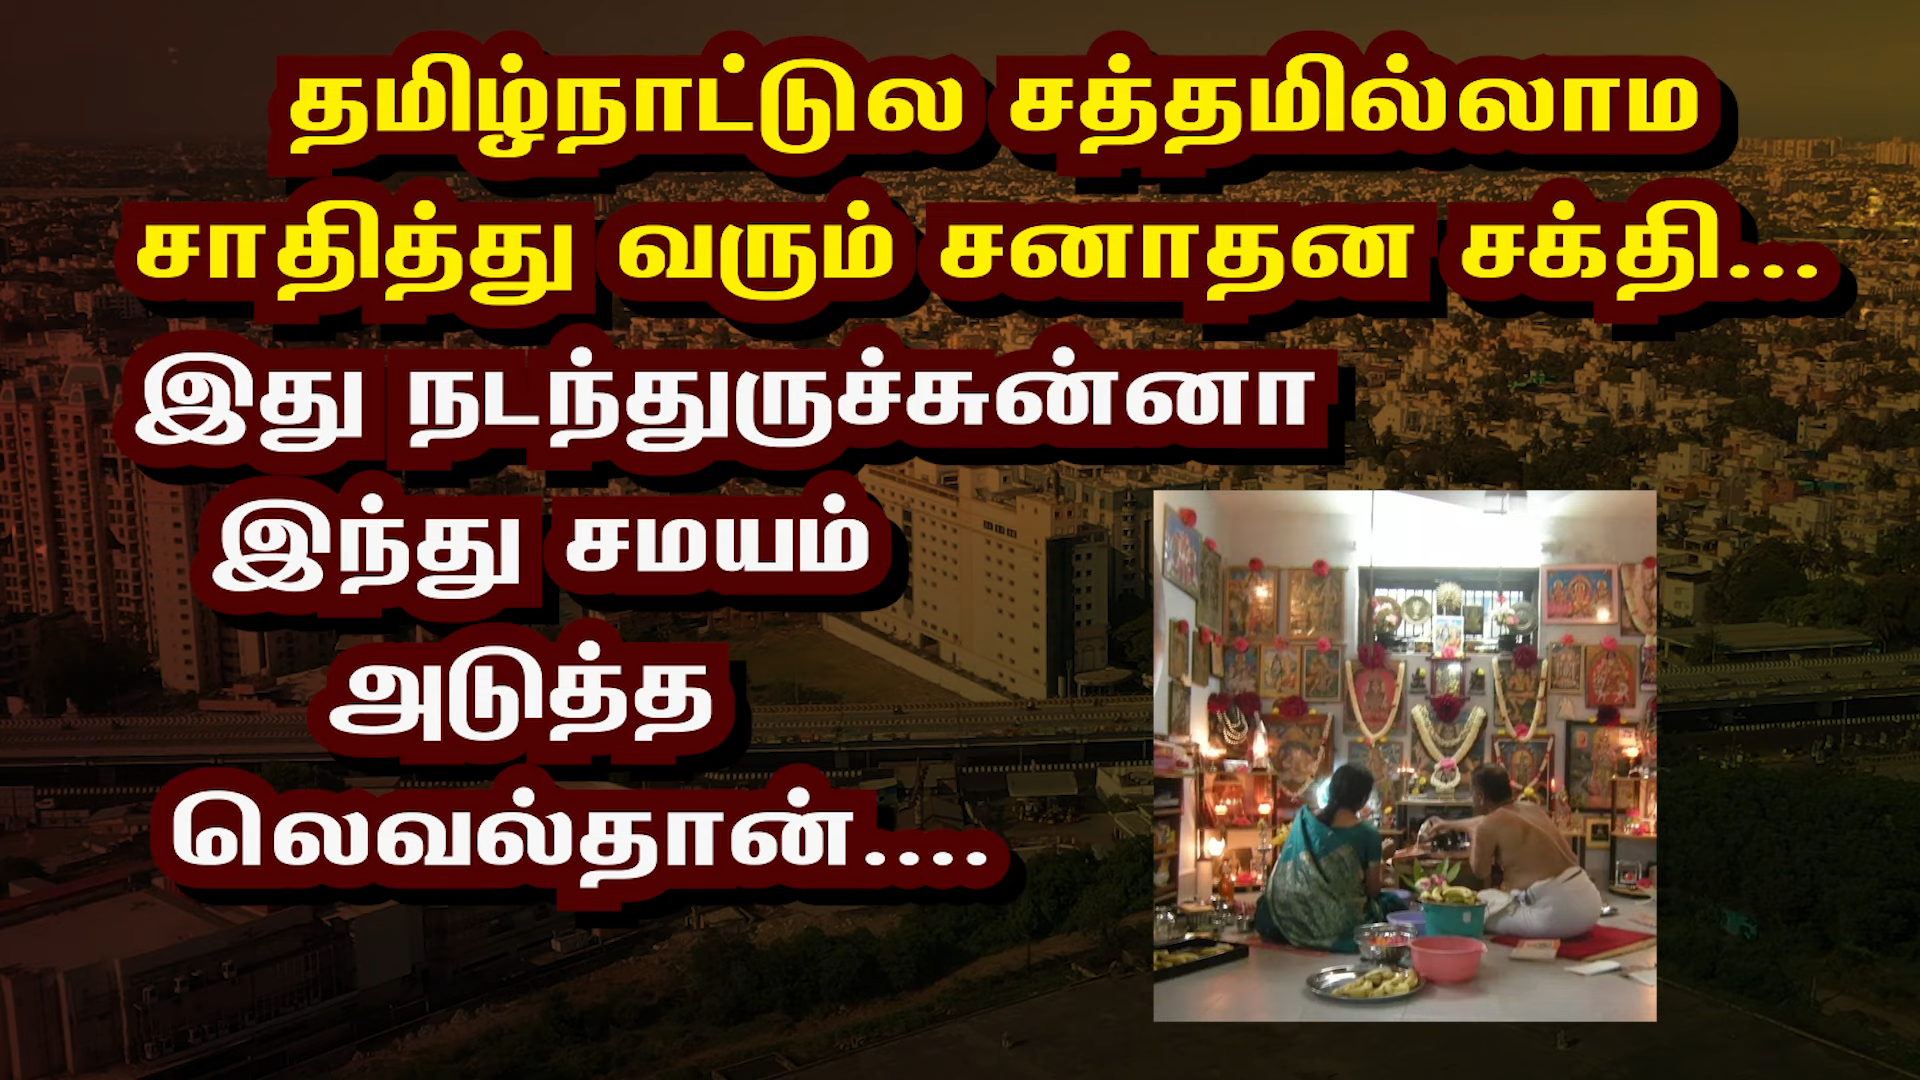 தமிழ்நாட்டுல சத்தமில்லாம
சாதித்து வரும் சனாதன சக்தி...
இது நடந்துருச்சுன்னா
இந்து சமயம்
அடுத்த
லெவல்தான்....